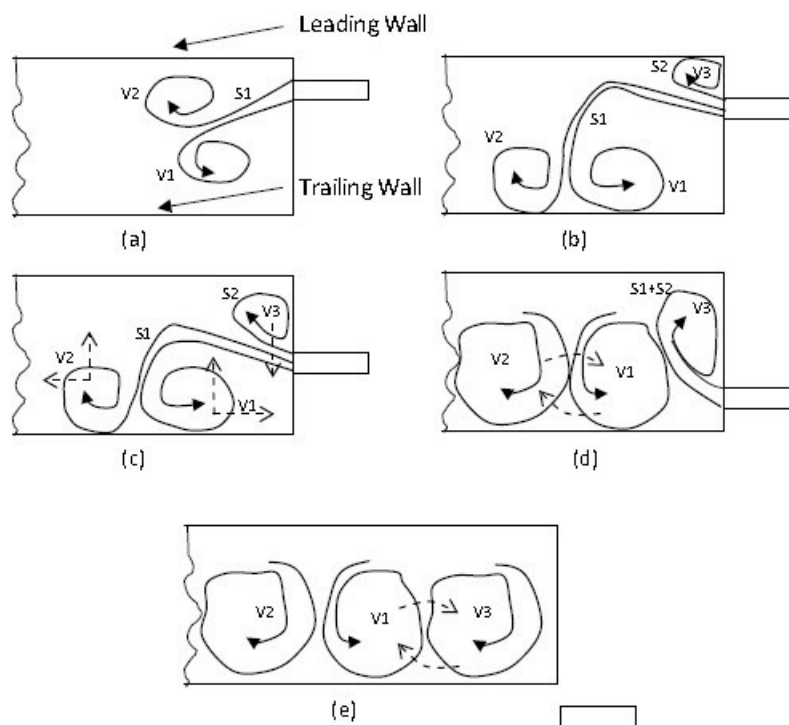 Leading Wall
V2
S1
V1
Trailing Wall
(a)
S2
V3
V2
S1
V1
(b)
S2
V3
S1
V2
V1
(c)
S1+S2
V3
V2
V1
(d)
V2
V1
V3
(e)